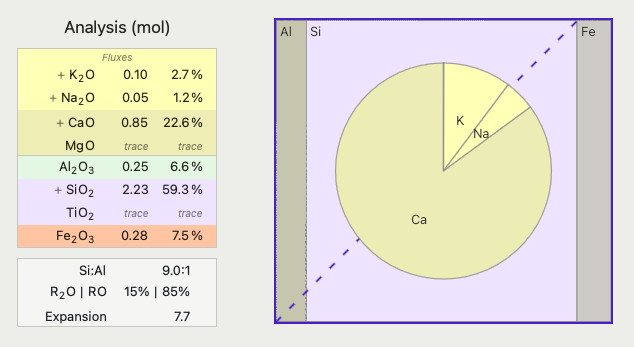 Analysis (mol)
Fluxes
+ K₂O 0.10 2.7%
+ Na₂O 0.05 1.2%
+ CaO 0.85 22.6%
MgO trace trace
Al₂O₃ 0.25 6.6%
+ SiO₂ 2.23 59.3%
TiO₂ trace trace
Fe₂O₃ 0.28 7.5%
Si:Al 9.0:1
R₂O | RO 15% | 85%
Expansion 7.7
Al Si Fe
K
Na
Ca